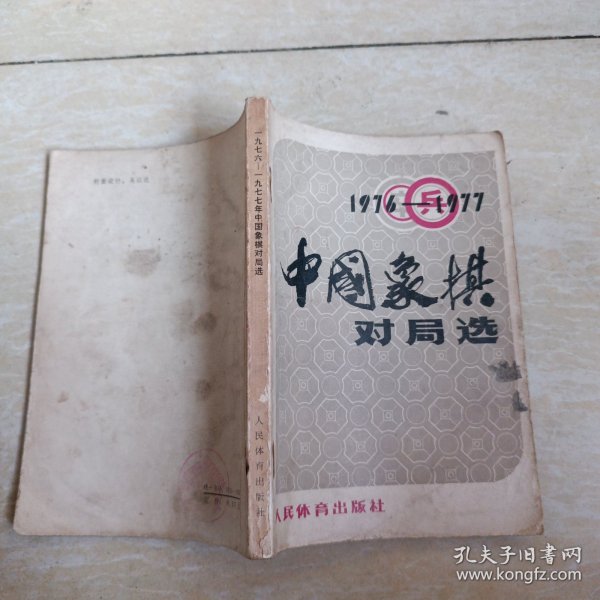 1976—1977
兵
中國象棋
对局选
人民体育出版社
一九七六—一九七七年中国象棋对局选
人民体育出版社
孔夫子旧书网
www.kongfz.com